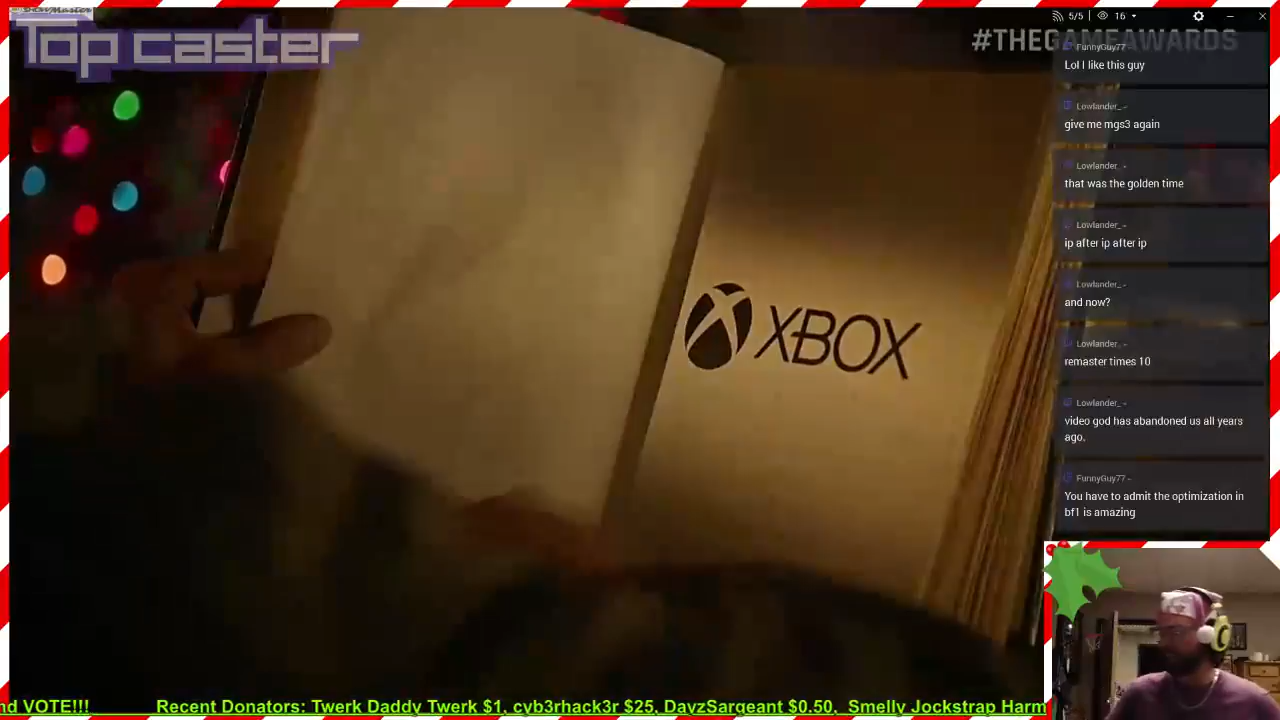 Top caster
#THEGAMEAWARDS
5/5 16
FunnyGuy77 -
Lol I like this guy
Lowlander_ -
give me mgs3 again
Lowlander_ -
that was the golden time
Lowlander_ -
ip after ip after ip
Lowlander_ -
and now?
Lowlander_ -
remaster times 10
Lowlander_ -
video god has abandoned us all years
ago.
FunnyGuy77 -
You have to admit the optimization in
bf1 is amazing
XBOX
nd VOTE!!! Recent Donators: Twerk Daddy Twerk $1, cyb3rhack3r $25, DayzSargeant $0.50, Smelly Jockstrap Harm